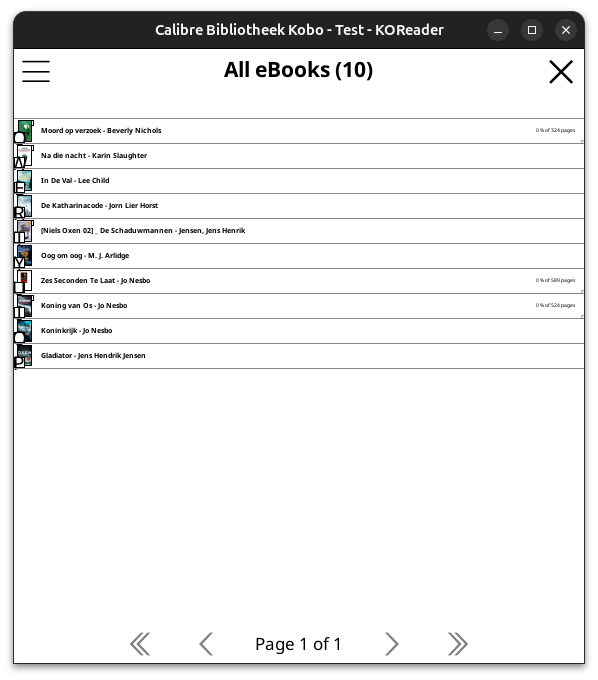 Calibre Bibliotheek Kobo - Test - KOReader
All eBooks (10)
Q Moord op verzoek - Beverly Nichols 0 % of 324 pages
W Na die nacht - Karin Slaughter
E In De Val - Lee Child
R De Katharinacode - Jorn Lier Horst
[Niels Oxen 02] _ De Schaduwmannen - Jensen, Jens Henrik
Y Oog om oog - M. J. Arlidge
Zes Seconden Te Laat - Jo Nesbo 0 % of 589 pages
I Koning van Os - Jo Nesbo 0 % of 524 pages
O Koninkrijk - Jo Nesbo
P Gladiator - Jens Hendrik Jensen
Page 1 of 1